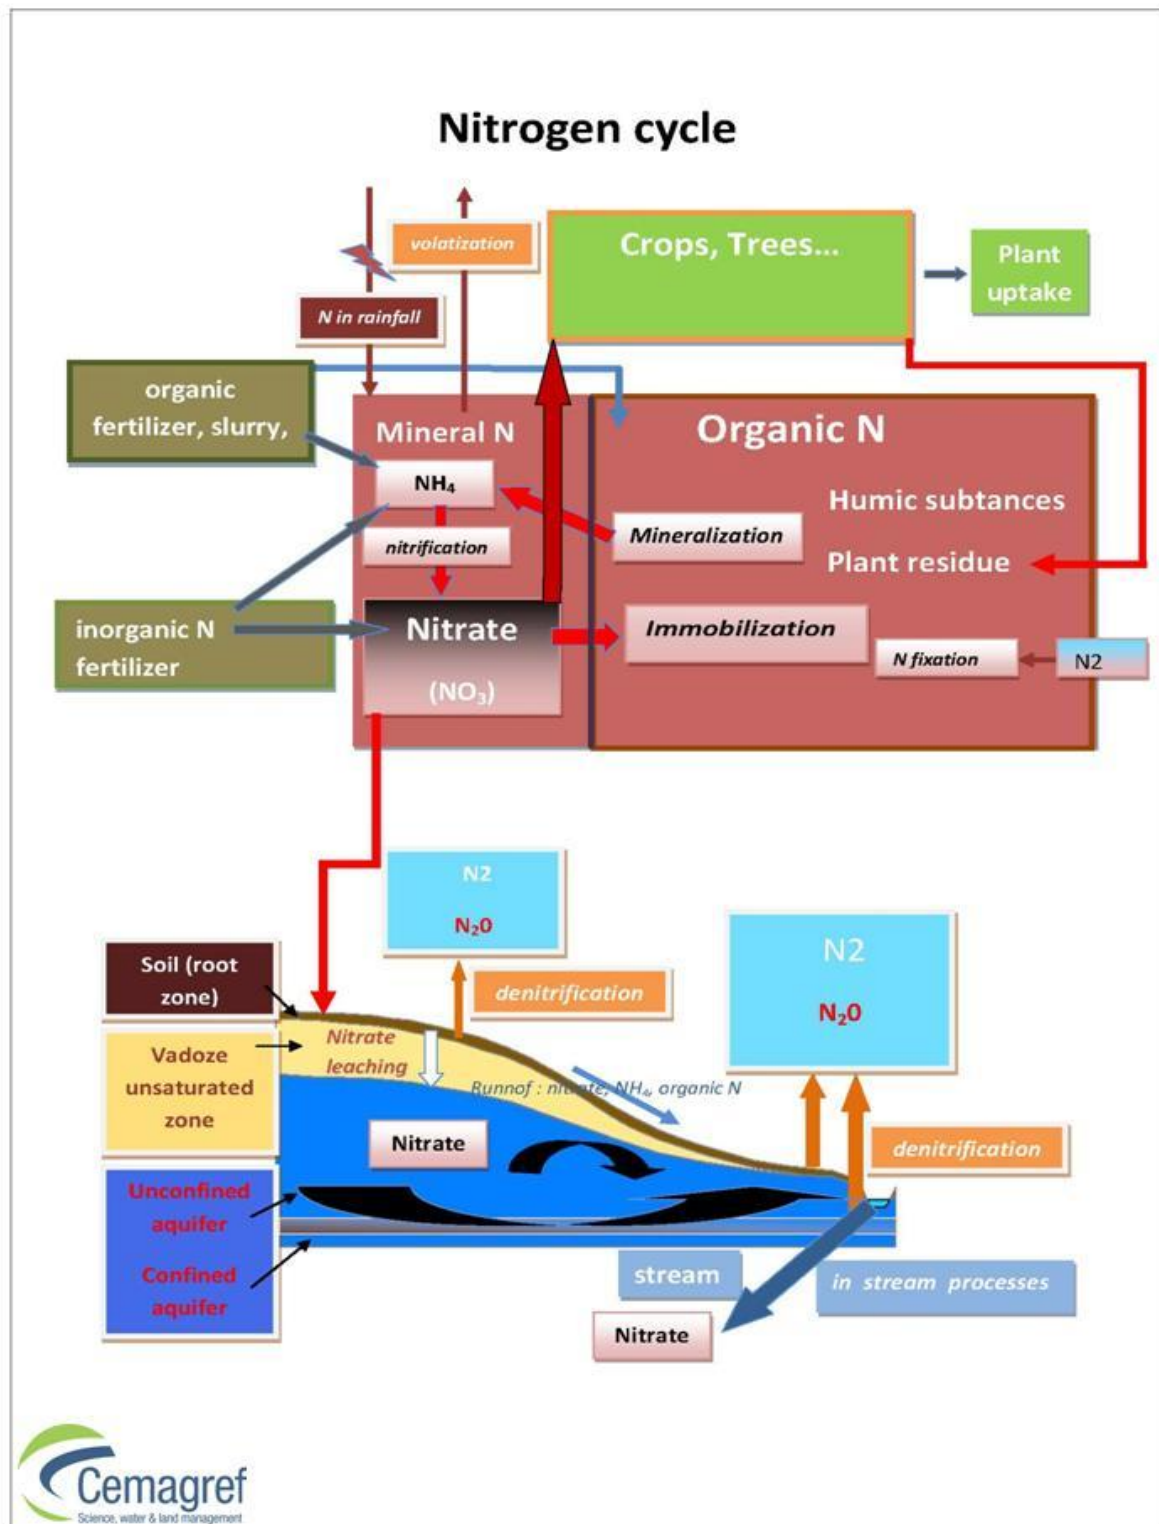 Nitrogen cycle
volatization
N in rainfall
Crops, Trees...
Plant
uptake
organic
fertilizer, slurry,
Mineral N
Organic N
NH₄
Humic subtances
nitrification
Mineralization
Plant residue
inorganic N
fertilizer
Nitrate
(NO₃)
Immobilization
N fixation
N2
N2
N₂0
Soil (root
zone)
denitrification
N2
N₂0
Vadoze
unsaturated
zone
Nitrate
leaching
Runnof : nitrate, NH₄, organic N
Nitrate
denitrification
Unconfined
aquifer
Confined
aquifer
stream
in stream processes
Nitrate
Cemagref
Science, water & land management